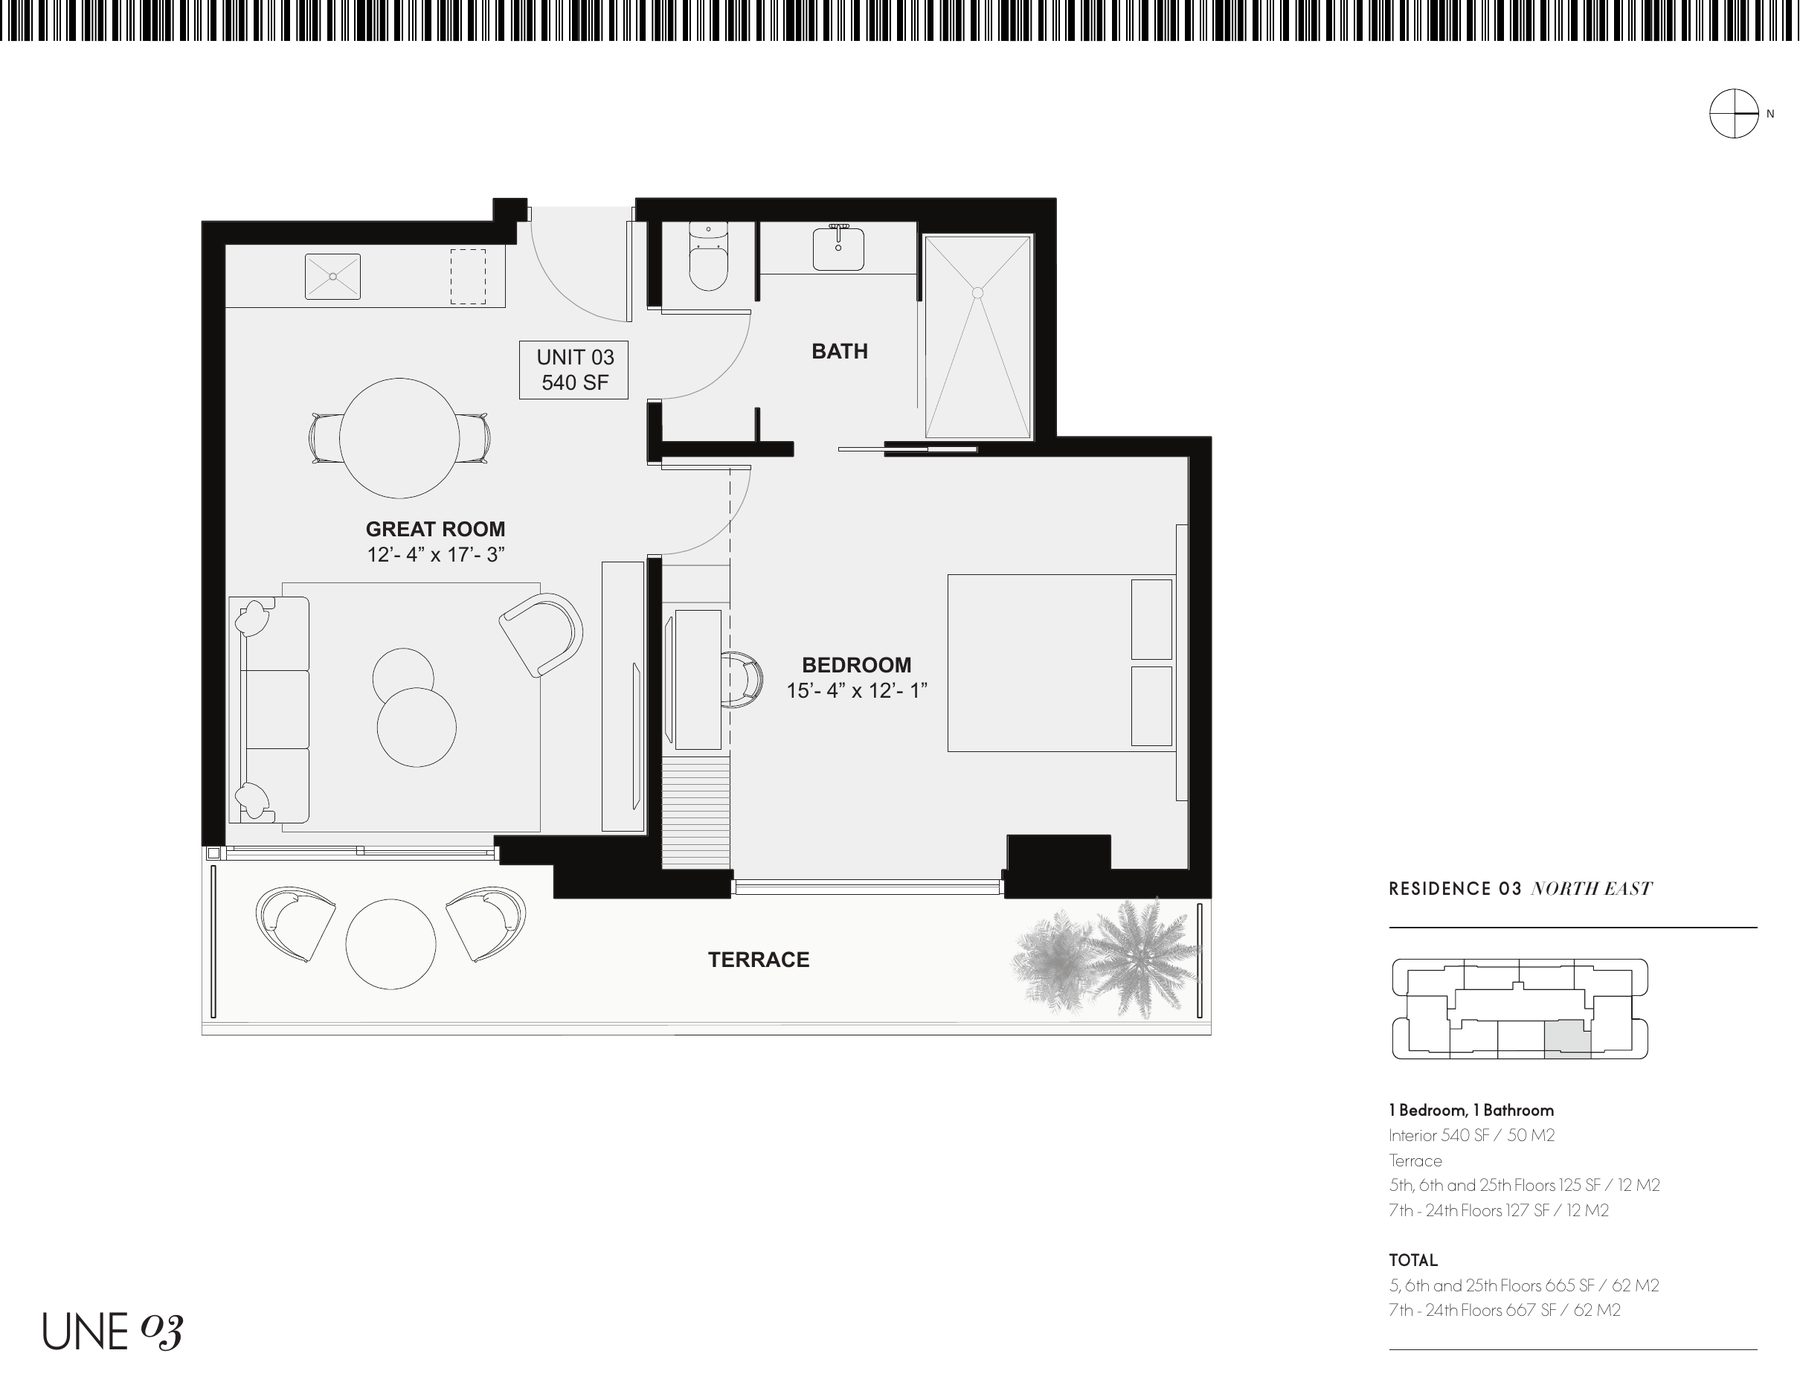 N
UNIT 03
540 SF
BATH
GREAT ROOM
12’- 4” x 17’- 3”
BEDROOM
15’- 4” x 12’- 1”
TERRACE
RESIDENCE 03 NORTH EAST
1 Bedroom, 1 Bathroom
Interior 540 SF / 50 M2
Terrace
5th, 6th and 25th Floors 125 SF / 12 M2
7th - 24th Floors 127 SF / 12 M2
TOTAL
5, 6th and 25th Floors 665 SF / 62 M2
7th - 24th Floors 667 SF / 62 M2
UNE 03